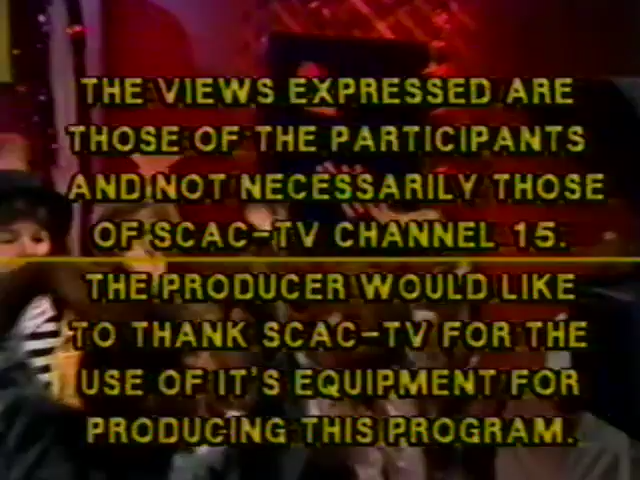 THE VIEWS EXPRESSED ARE
THOSE OF THE PARTICIPANTS
AND NOT NECESSARILY THOSE
OF SCAC-TV CHANNEL 15.
THE PRODUCER WOULD LIKE
TO THANK SCAC-TV FOR THE
USE OF IT'S EQUIPMENT FOR
PRODUCING THIS PROGRAM.